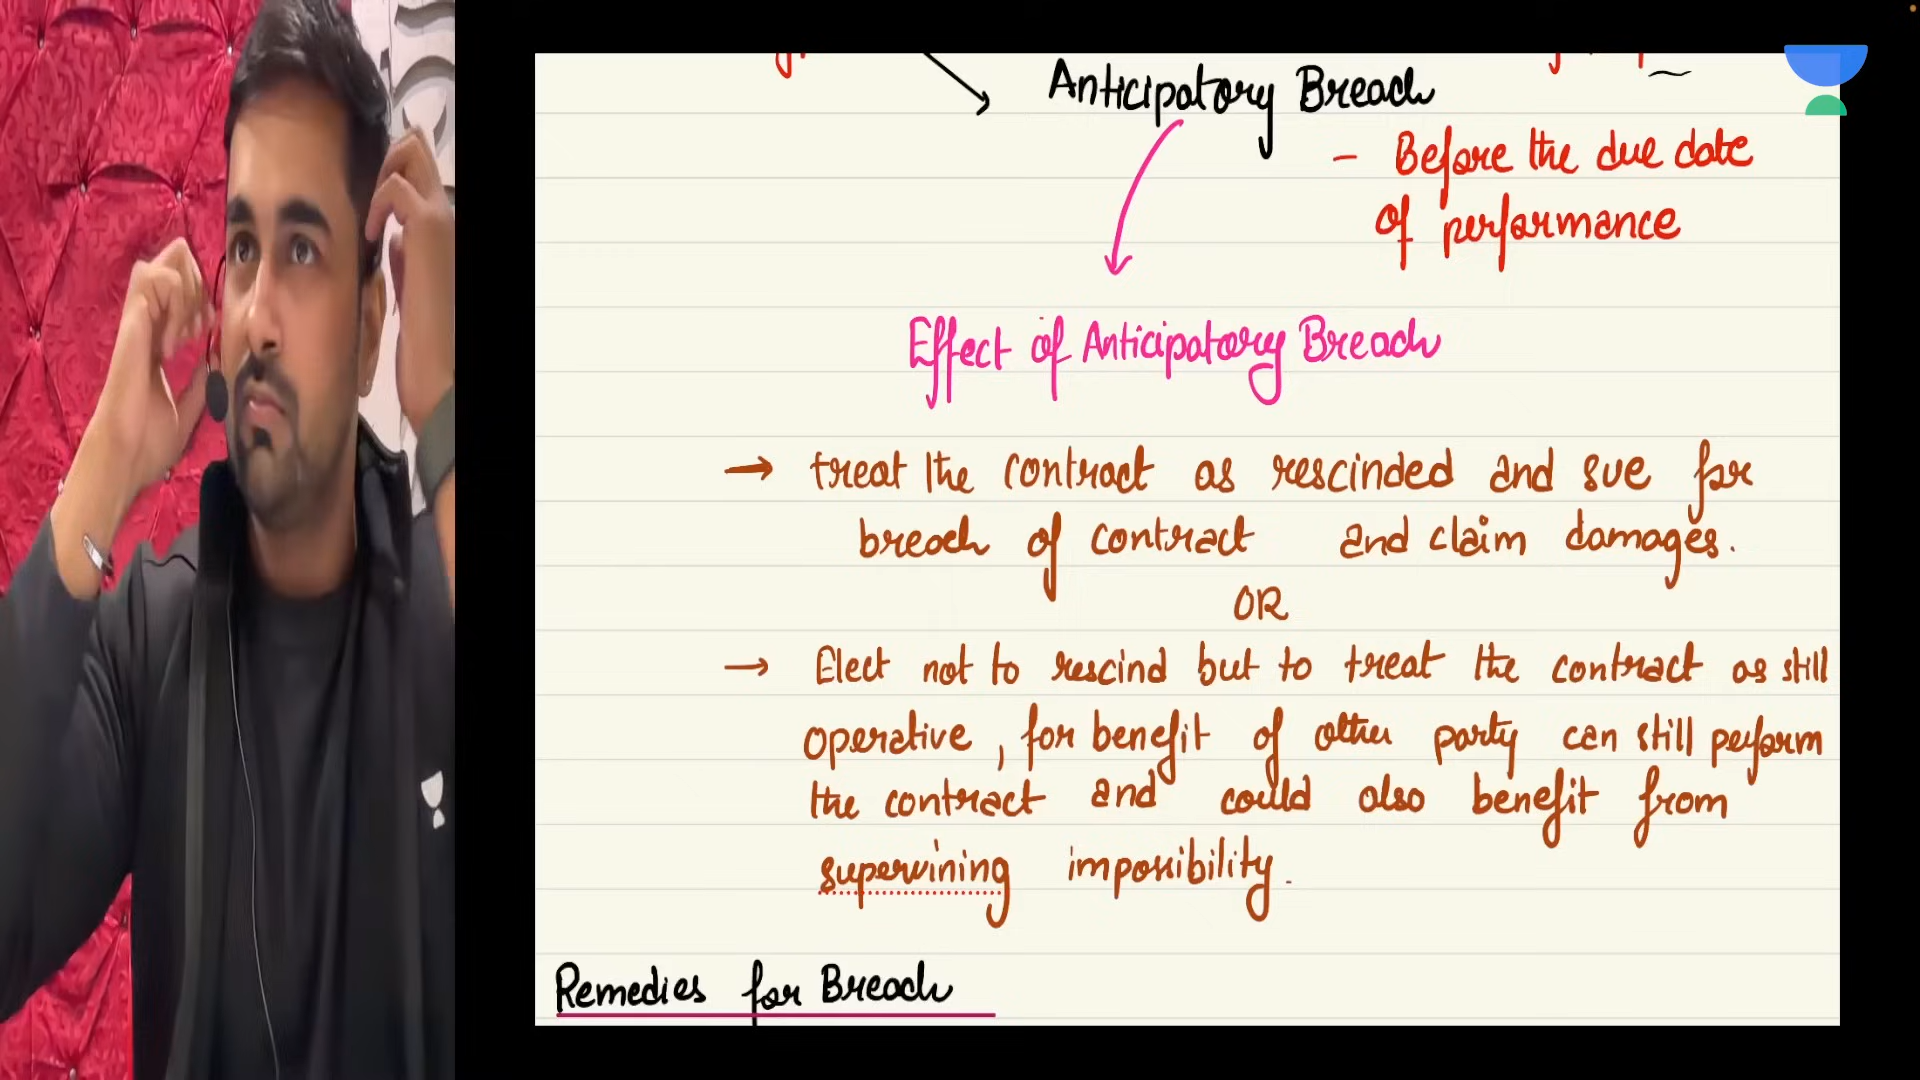 Anticipatory Breach
- Before the due date
of performance
Effect of Anticipatory Breach
→ treat the contract as rescinded and sue for
breach of contract and claim damages.
OR
→ Elect not to rescind but to treat the contract as still
operative, for benefit of other party can still perform
the contract and could also benefit from
supervining impossibility.
Remedies for Breach